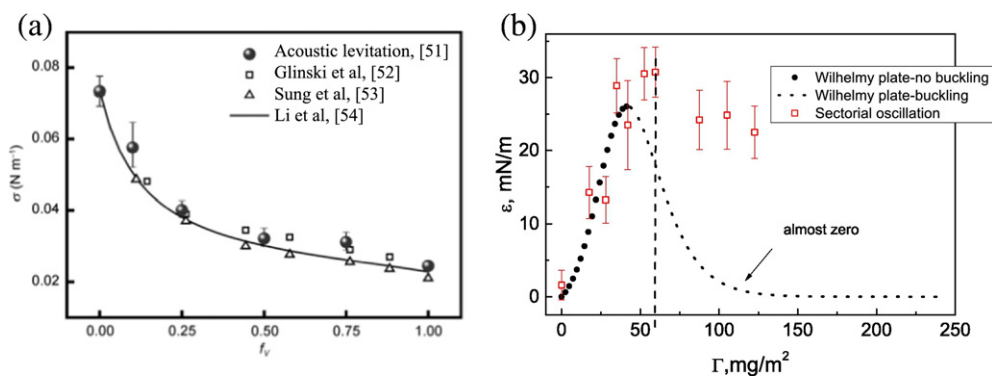 (a)
Acoustic levitation, [51]
Glinski et al, [52]
Sung et al, [53]
Li et al, [54]
0.08
0.06
0.04
0.02
σ (N m⁻¹)
0.00
0.25
0.50
0.75
1.00
fᵥ
(b)
Wilhelmy plate-no buckling
Wilhelmy plate-buckling
Sectorial oscillation
almost zero
30
20
10
0
ε, mN/m
0
50
100
150
200
250
Γ,mg/m²